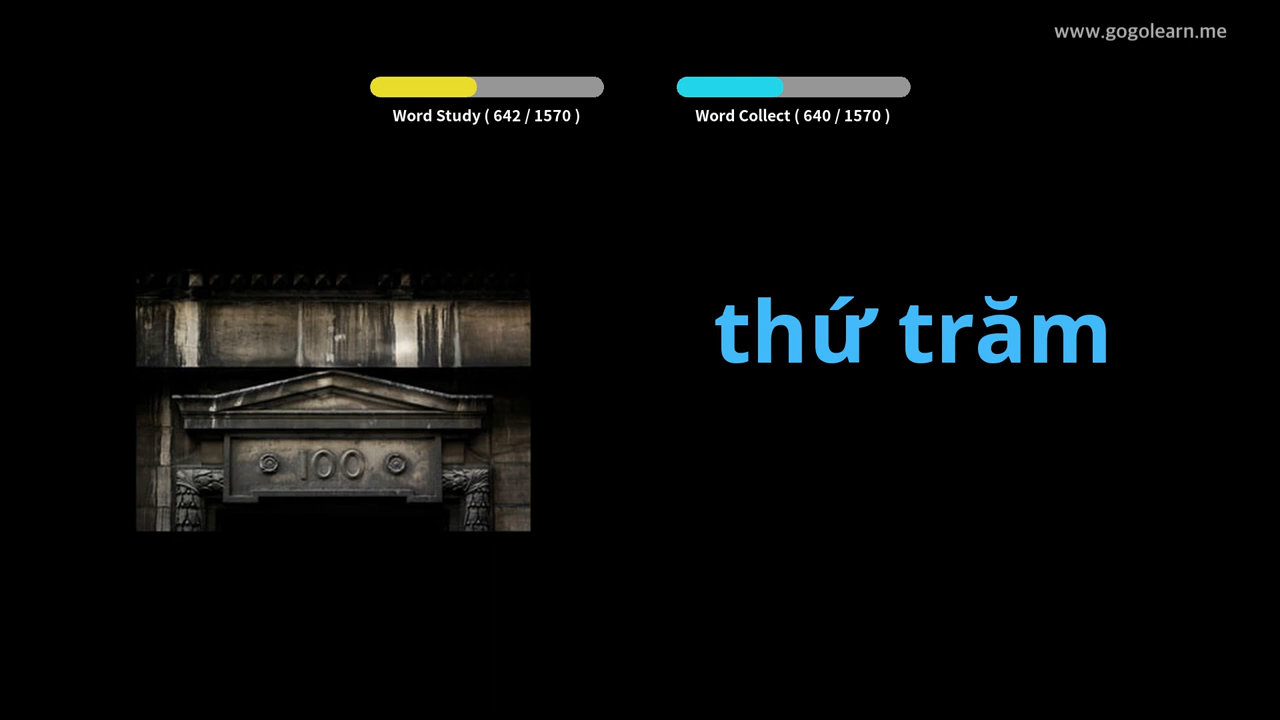 www.gogolearn.me
Word Study ( 642 / 1570 )
Word Collect ( 640 / 1570 )
thứ trăm
100